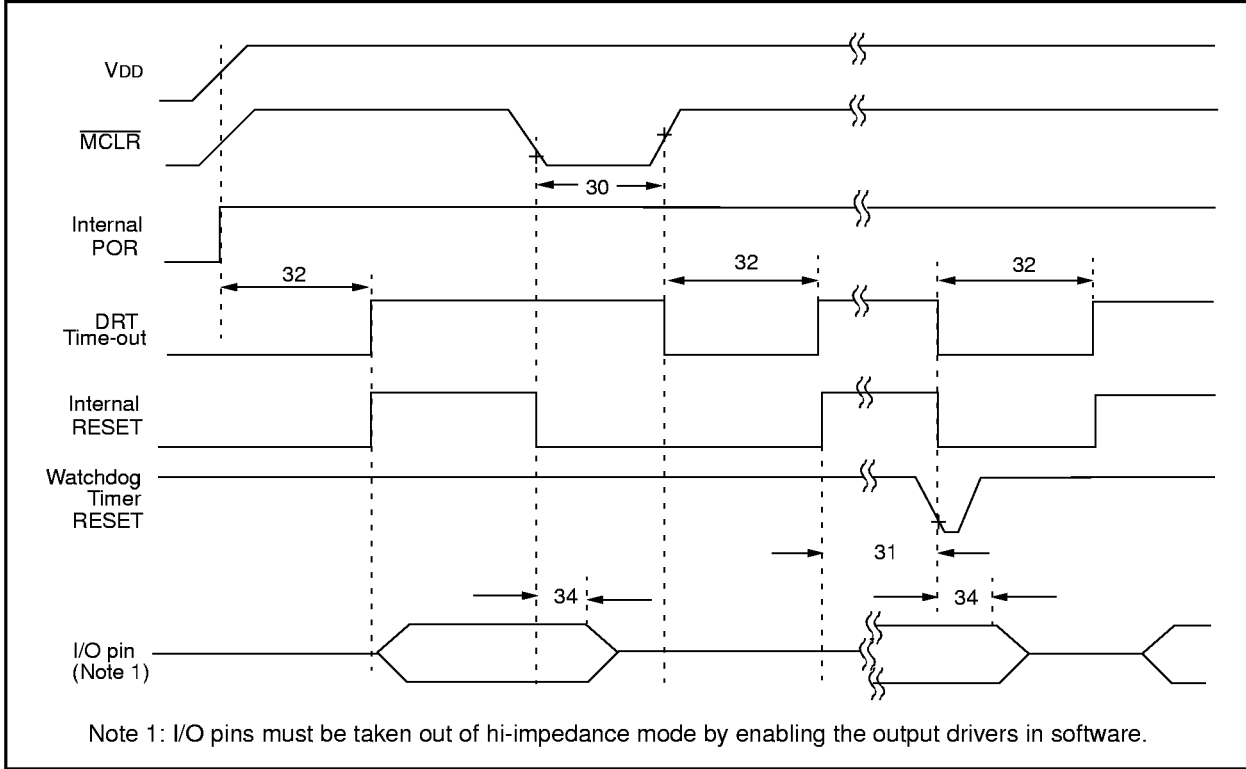 VDD
MCLR
30
Internal
POR
32
32
32
DRT
Time-out
Internal
RESET
Watchdog
Timer
RESET
31
34
34
I/O pin
(Note 1)
Note 1: I/O pins must be taken out of hi-impedance mode by enabling the output drivers in software.